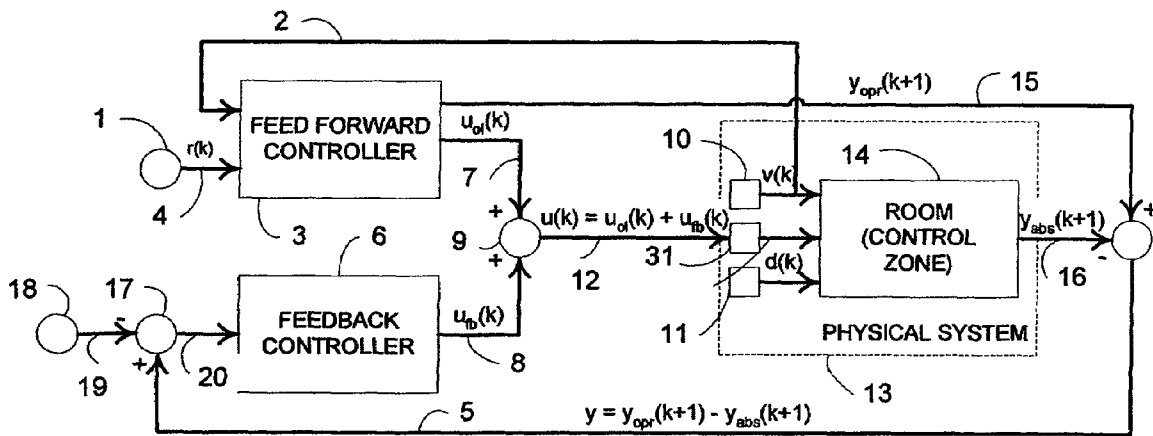 2
y_opr(k+1)
15
1
r(k)
4
FEED FORWARD
CONTROLLER
3
u_ol(k)
7
10
v(k)
14
ROOM
(CONTROL
ZONE)
+
9
+
u(k) = u_ol(k) + u_fb(k)
12
31
d(k)
11
y_abs(k+1)
+
-
16
PHYSICAL SYSTEM
13
6
FEEDBACK
CONTROLLER
u_fb(k)
8
18
17
-
19
+
20
5
y = y_opr(k+1) - y_abs(k+1)